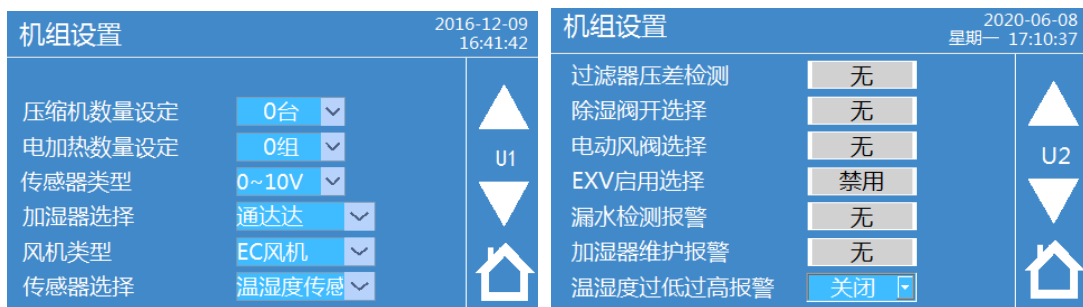 机组设置
2016-12-09
16:41:42
压缩机数量设定 0台
电加热数量设定 0组
传感器类型 0~10V
加湿器选择 通达达
风机类型 EC风机
传感器选择 温湿度传感
U1
机组设置
2020-06-08
星期一 17:10:37
过滤器压差检测 无
除湿阀开选择 无
电动风阀选择 无
EXV启用选择 禁用
漏水检测报警 无
加湿器维护报警 无
温湿度过低过高报警 关闭
U2